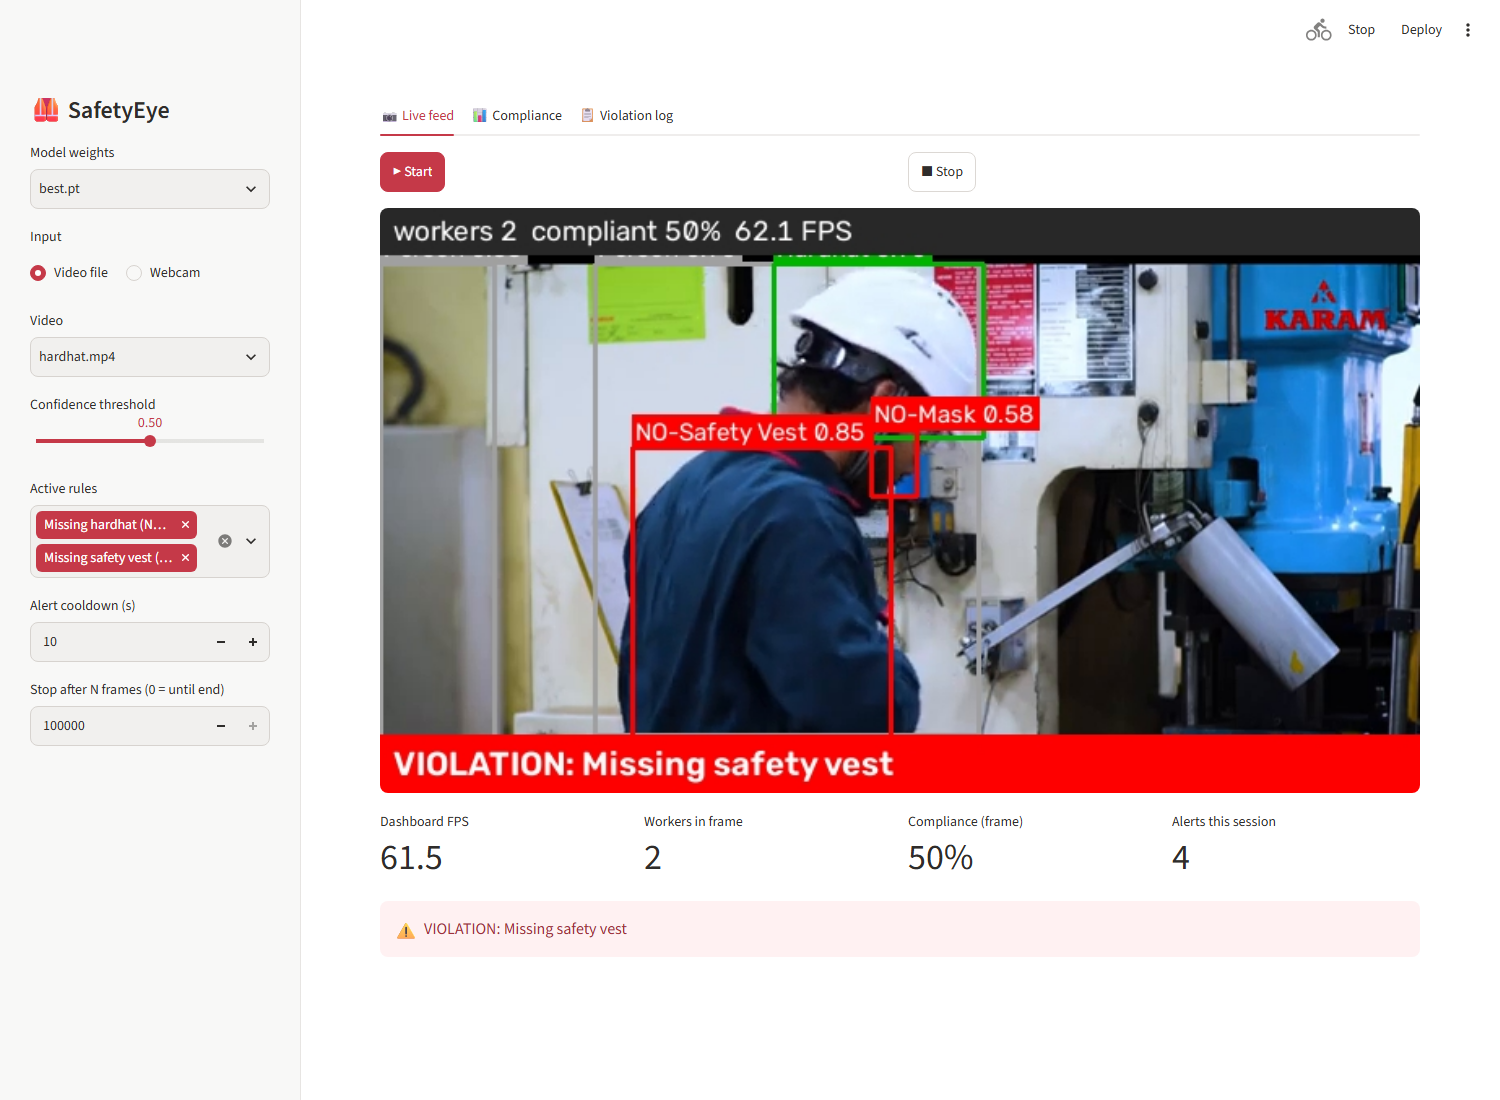 Stop
Deploy
SafetyEye
Model weights
best.pt
Input
Video file
Webcam
Video
hardhat.mp4
Confidence threshold
0.50
Active rules
Missing hardhat (N...
Missing safety vest (...
Alert cooldown (s)
10
Stop after N frames (0 = until end)
100000
Live feed
Compliance
Violation log
Start
Stop
workers 2 compliant 50% 62.1 FPS
KARAM
NO-Mask 0.58
NO-Safety Vest 0.85
VIOLATION: Missing safety vest
Dashboard FPS
Workers in frame
Compliance (frame)
Alerts this session
61.5
2
50%
4
VIOLATION: Missing safety vest